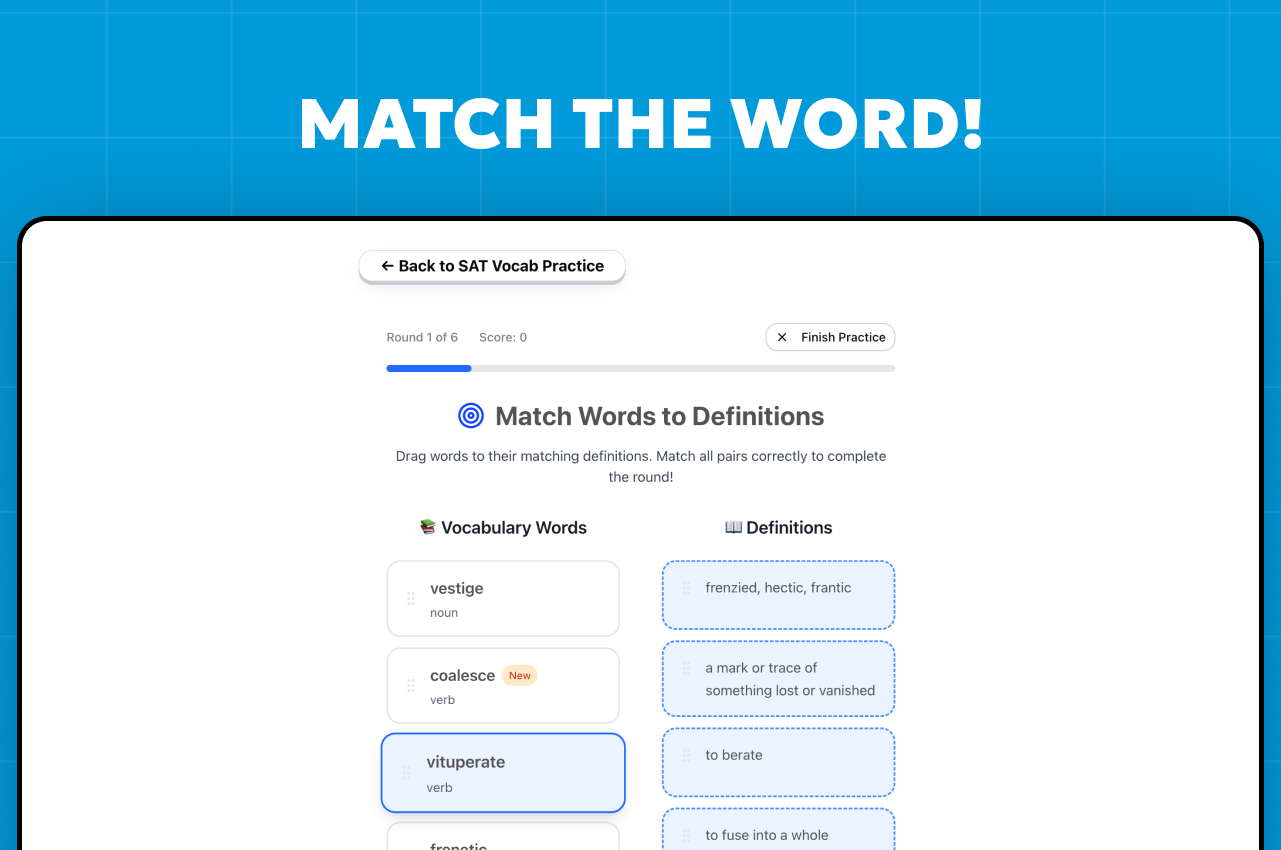 MATCH THE WORD!
← Back to SAT Vocab Practice
Round 1 of 6 Score: 0
✕ Finish Practice
Match Words to Definitions
Drag words to their matching definitions. Match all pairs correctly to complete
the round!
📚 Vocabulary Words
vestige
noun
coalesce New
verb
vituperate
verb
frenetic
📖 Definitions
frenzied, hectic, frantic
a mark or trace of
something lost or vanished
to berate
to fuse into a whole